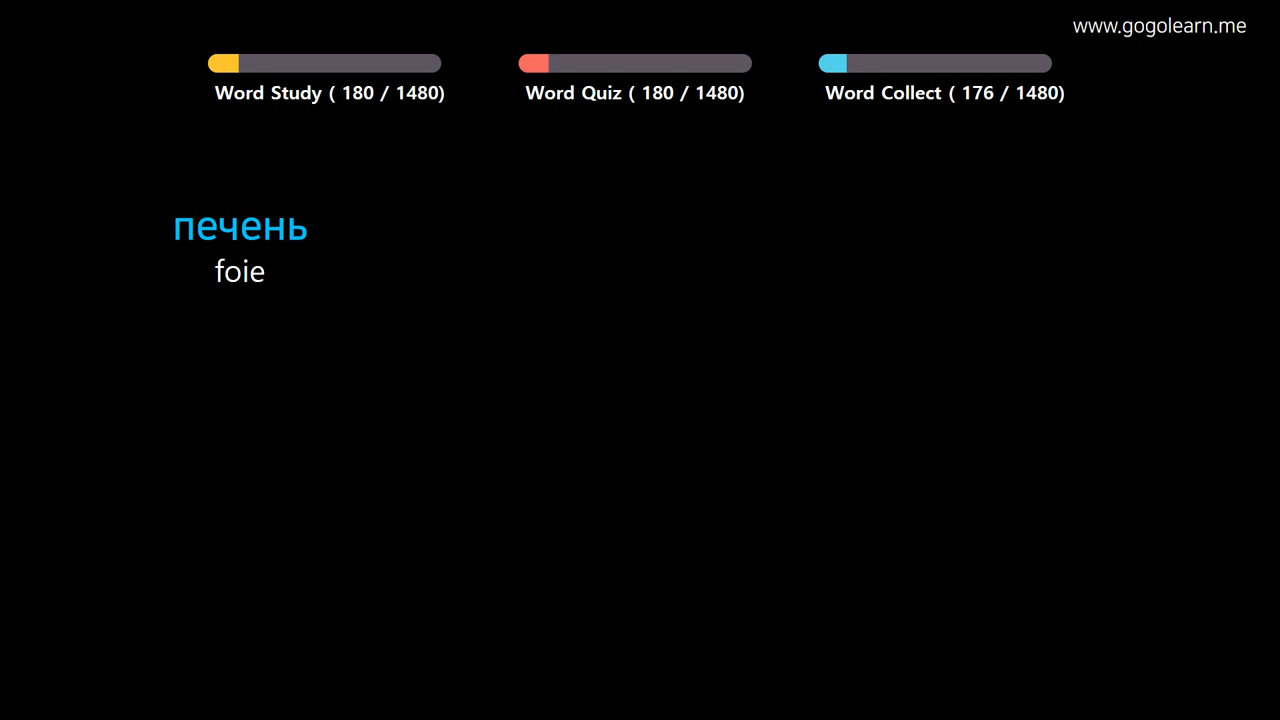 www.gogolearn.me
Word Study ( 180 / 1480)
Word Quiz ( 180 / 1480)
Word Collect ( 176 / 1480)
печень
foie